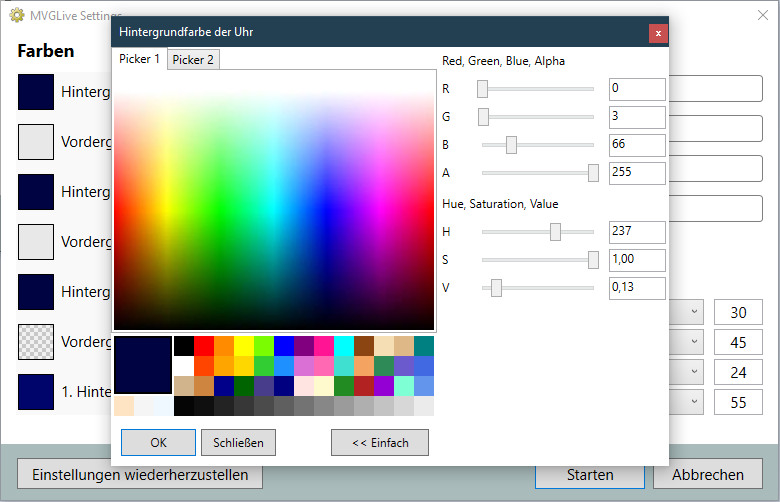 MVGLive Settings
Farben
Hinterg
Vorderg
Hinterg
Vorderg
Hinterg
Vorderg
1. Hinte
Hintergrundfarbe der Uhr
x
Picker 1 Picker 2
Red, Green, Blue, Alpha
R 0
G 3
B 66
A 255
Hue, Saturation, Value
H 237
S 1,00
V 0,13
OK Schließen << Einfach
30
45
24
55
Einstellungen wiederherzustellen Starten Abbrechen